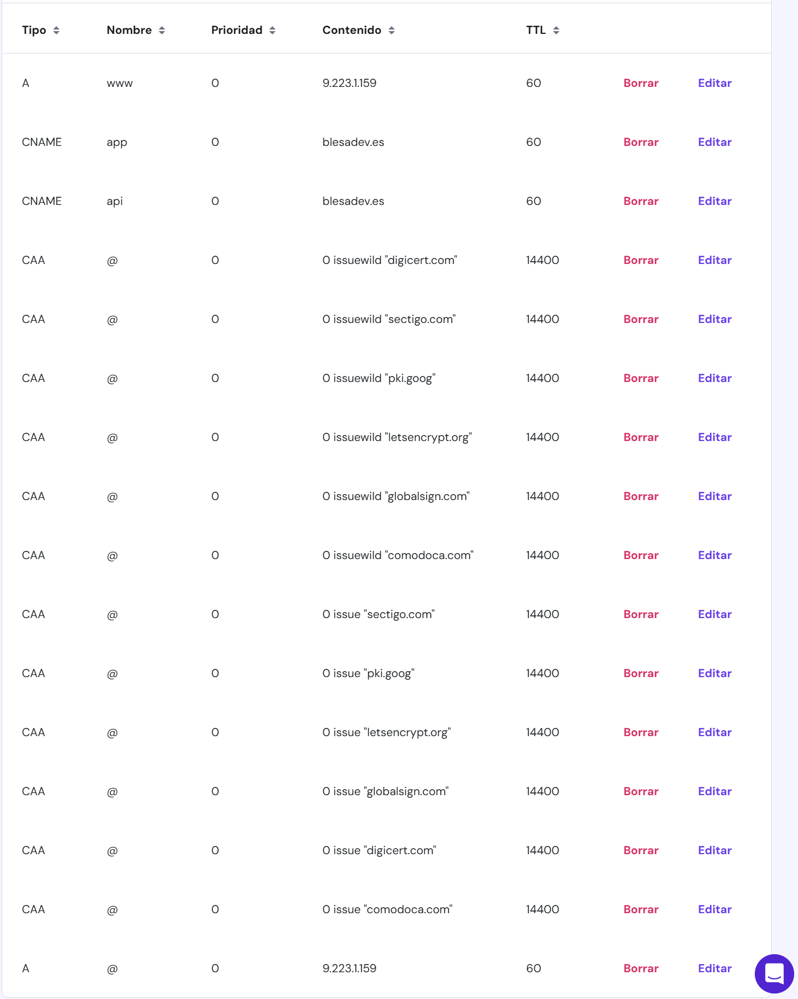 Tipo Nombre Prioridad Contenido TTL
A www 0 9.223.1.159 60 Borrar Editar
CNAME app 0 blesadev.es 60 Borrar Editar
CNAME api 0 blesadev.es 60 Borrar Editar
CAA @ 0 0 issuewild "digicert.com" 14400 Borrar Editar
CAA @ 0 0 issuewild "sectigo.com" 14400 Borrar Editar
CAA @ 0 0 issuewild "pki.goog" 14400 Borrar Editar
CAA @ 0 0 issuewild "letsencrypt.org" 14400 Borrar Editar
CAA @ 0 0 issuewild "globalsign.com" 14400 Borrar Editar
CAA @ 0 0 issuewild "comodoca.com" 14400 Borrar Editar
CAA @ 0 0 issue "sectigo.com" 14400 Borrar Editar
CAA @ 0 0 issue "pki.goog" 14400 Borrar Editar
CAA @ 0 0 issue "letsencrypt.org" 14400 Borrar Editar
CAA @ 0 0 issue "globalsign.com" 14400 Borrar Editar
CAA @ 0 0 issue "digicert.com" 14400 Borrar Editar
CAA @ 0 0 issue "comodoca.com" 14400 Borrar Editar
A @ 0 9.223.1.159 60 Borrar Editar